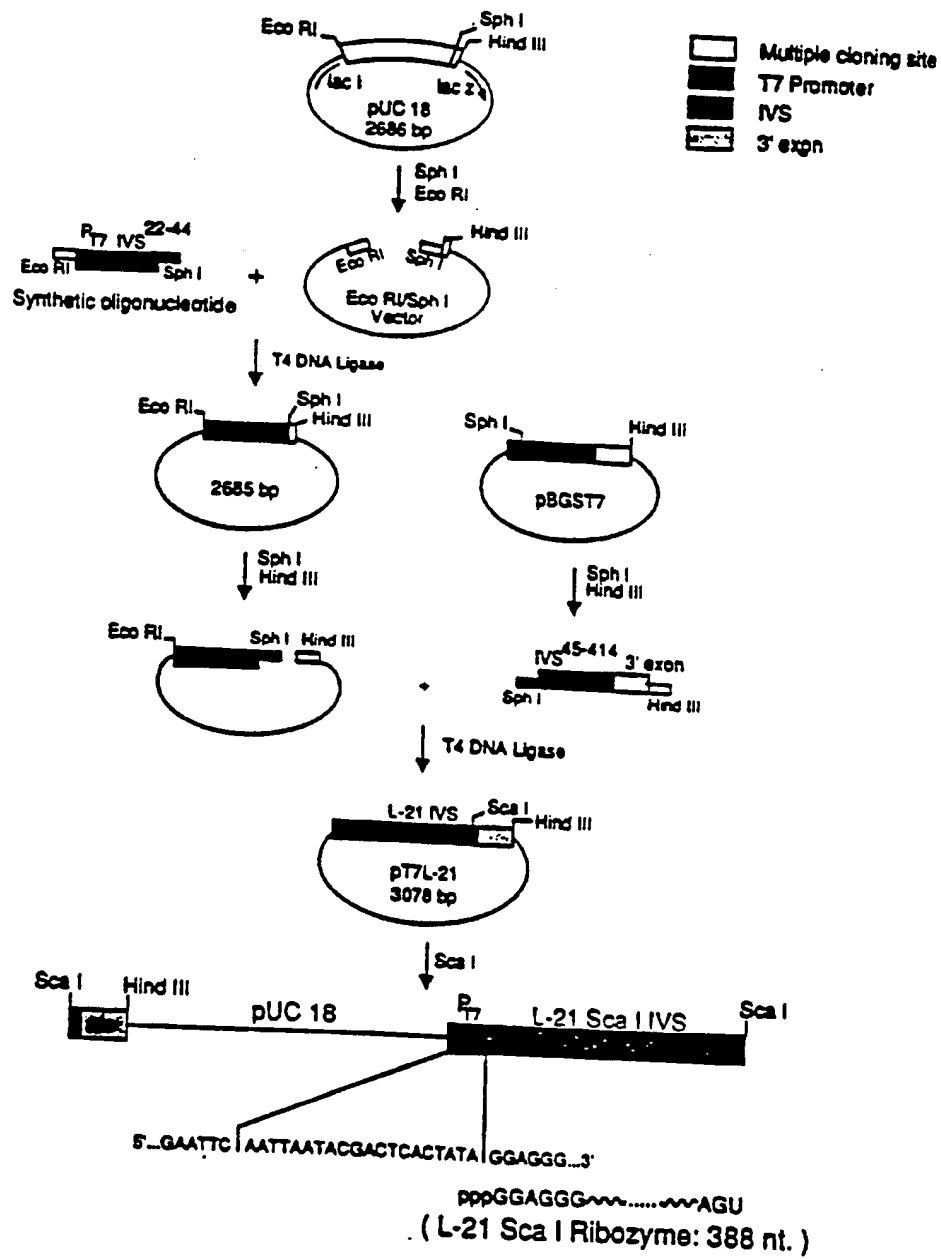 Eco RI
Sph I
Hind III
lac i
lac z
pUC 18
2686 bp
Multiple cloning site
T7 Promoter
IVS
3' exon
Sph I
Eco RI
PT7 IVS22-44
Eco RI
Sph I
Synthetic oligonucleotide
+
Hind III
Eco RI
Sph I
Eco RI/Sph I
Vector
T4 DNA Ligase
Eco RI
Sph I
Hind III
2685 bp
Sph I
Hind III
pBGST7
Sph I
Hind III
Sph I
Hind III
Eco RI
Sph I
Hind III
+
IVS45-414
3' exon
Sph I
Hind III
T4 DNA Ligase
L-21 IVS
Sca I
Hind III
pT7L-21
3078 bp
Sca I
Sca I
Hind III
pUC 18
PT7
L-21 Sca I IVS
Sca I
5'...GAATTC AATTAATACGACTCACTATA GGAGGG...3'
pppGGAGGG~~......~~AGU
( L-21 Sca I Ribozyme: 388 nt. )